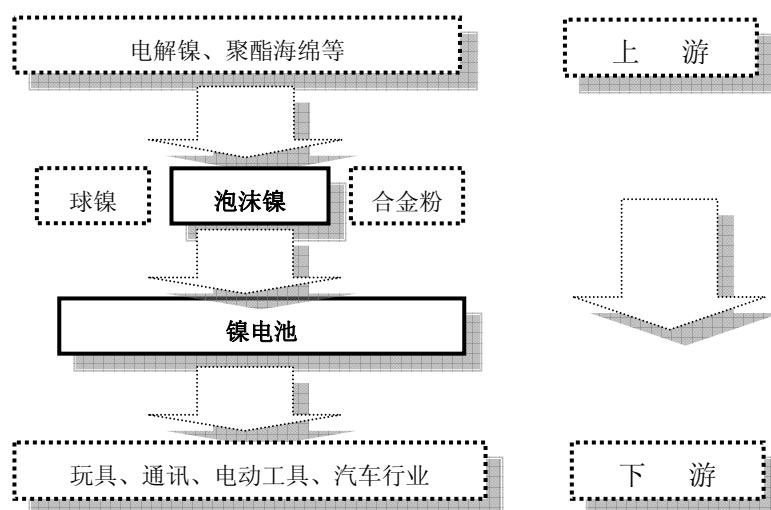 电解镍、聚酯海绵等
上 游
球镍
泡沫镍
合金粉
镍电池
玩具、通讯、电动工具、汽车行业
下 游